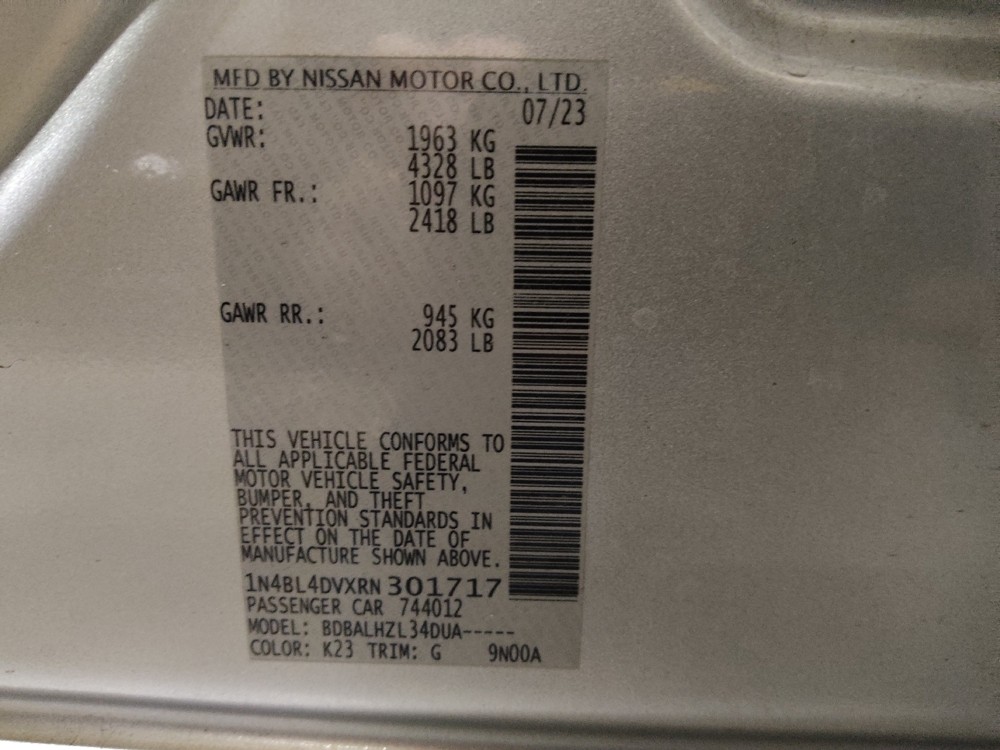 MFD BY NISSAN MOTOR CO., LTD.
DATE: 07/23
GVWR: 1963 KG
4328 LB
GAWR FR.: 1097 KG
2418 LB
GAWR RR.: 945 KG
2083 LB
THIS VEHICLE CONFORMS TO
ALL APPLICABLE FEDERAL
MOTOR VEHICLE SAFETY,
BUMPER, AND THEFT
PREVENTION STANDARDS IN
EFFECT ON THE DATE OF
MANUFACTURE SHOWN ABOVE.
1N4BL4DVXRN 301717
PASSENGER CAR 744012
MODEL: BDBALHZL34DUA-----
COLOR: K23 TRIM: G 9N00A